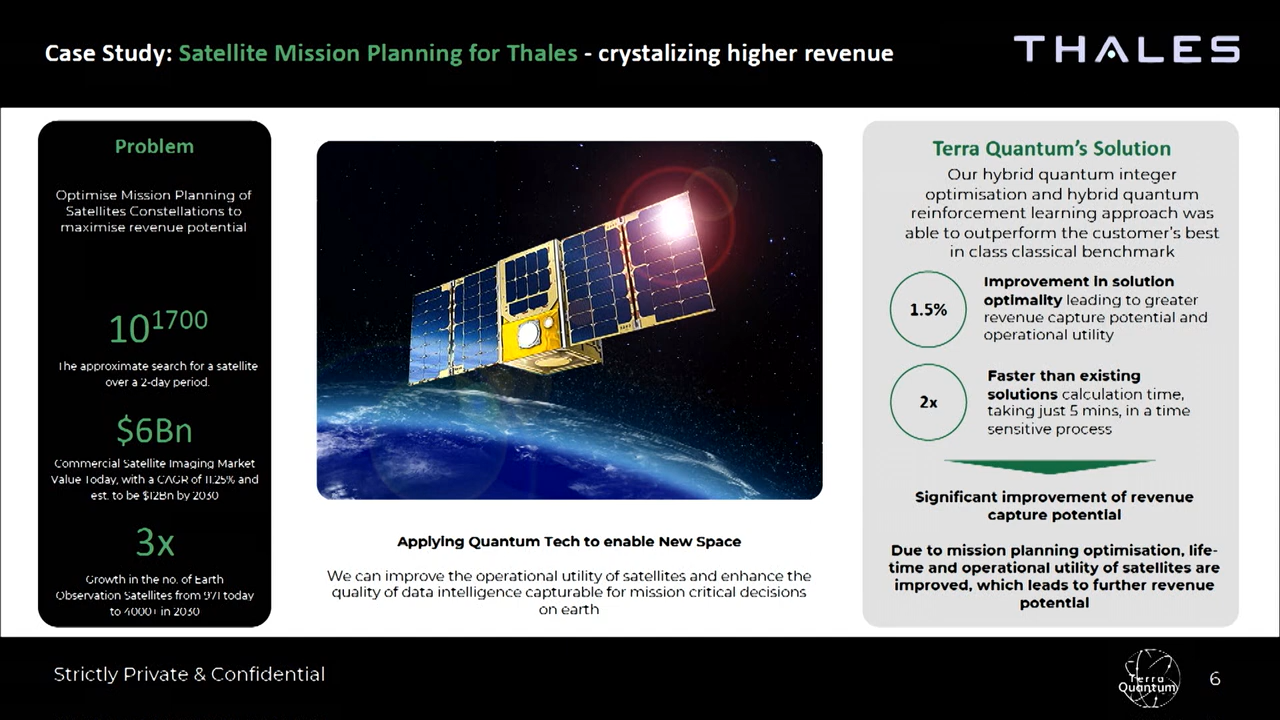 Case Study: Satellite Mission Planning for Thales - crystalizing higher revenue
THALES
Problem
Optimise Mission Planning of
Satellites Constellations to
maximise revenue potential
10^1700
The approximate search for a satellite
over a 2-day period.
$6Bn
Commercial Satellite Imaging Market
Value Today, with a CAGR of 11.25% and
est. to be $12Bn by 2030
3x
Growth in the no. of Earth
Observation Satellites from 971 today
to 4000+ in 2030
Applying Quantum Tech to enable New Space
We can improve the operational utility of satellites and enhance the
quality of data intelligence capturable for mission critical decisions
on earth
Terra Quantum's Solution
Our hybrid quantum integer
optimisation and hybrid quantum
reinforcement learning approach was
able to outperform the customer's best
in class classical benchmark
1.5%
Improvement in solution
optimality leading to greater
revenue capture potential and
operational utility
2x
Faster than existing
solutions calculation time,
taking just 5 mins, in a time
sensitive process
Significant improvement of revenue
capture potential
Due to mission planning optimisation, life-
time and operational utility of satellites are
improved, which leads to further revenue
potential
Strictly Private & Confidential
Terra
Quantum
6